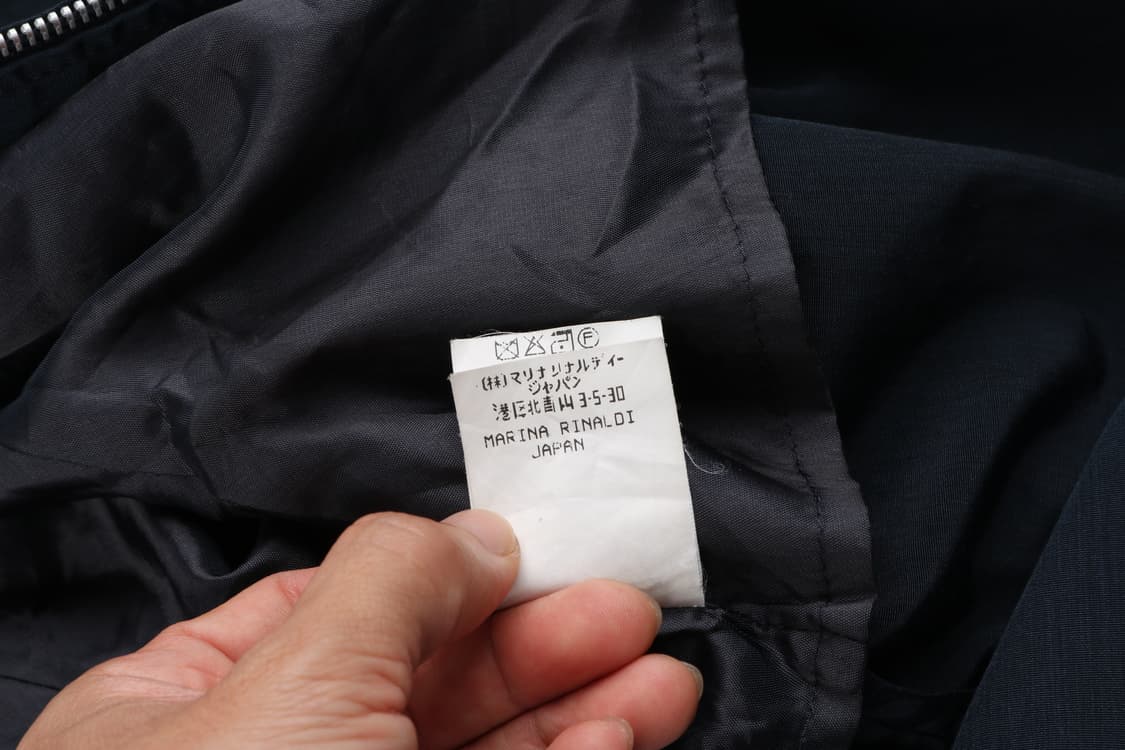 F
(株)マリナリナルディー
ジャパン
港区北青山 3-5-30
MARINA RINALDI
JAPAN